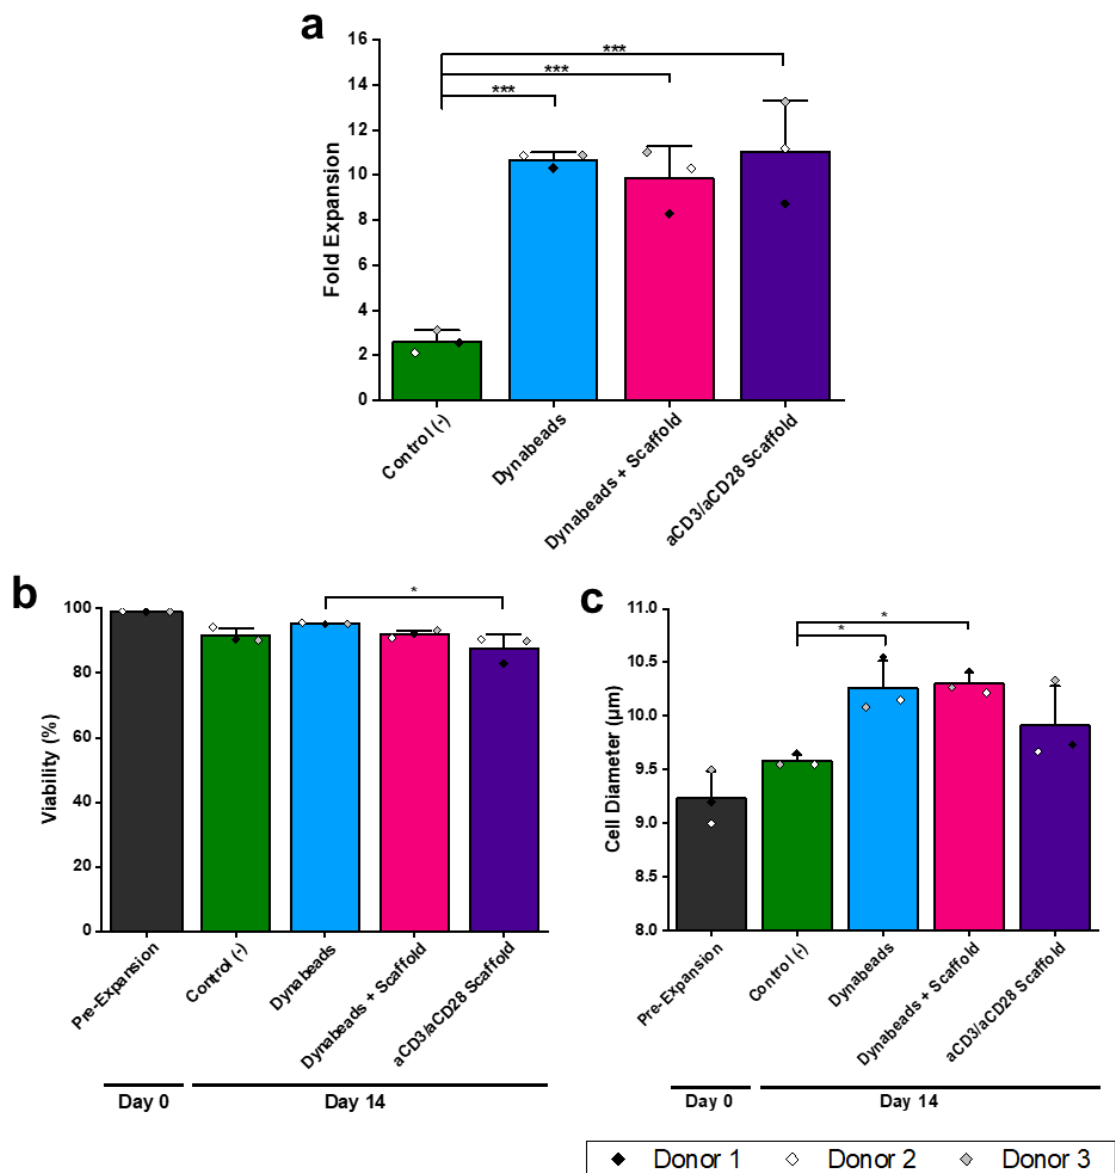 a
Fold Expansion
16
14
12
10
8
6
4
2
0
***
***
***
Control (-)
Dynabeads
Dynabeads + Scaffold
aCD3/aCD28 Scaffold
b
Viability (%)
100
80
60
40
20
0
*
Pre-Expansion
Control (-)
Dynabeads
Dynabeads + Scaffold
aCD3/aCD28 Scaffold
Day 0
Day 14
c
Cell Diameter (µm)
11.0
10.5
10.0
9.5
9.0
8.5
8.0
*
*
Pre-Expansion
Control (-)
Dynabeads
Dynabeads + Scaffold
aCD3/aCD28 Scaffold
Day 0
Day 14
Donor 1 Donor 2 Donor 3